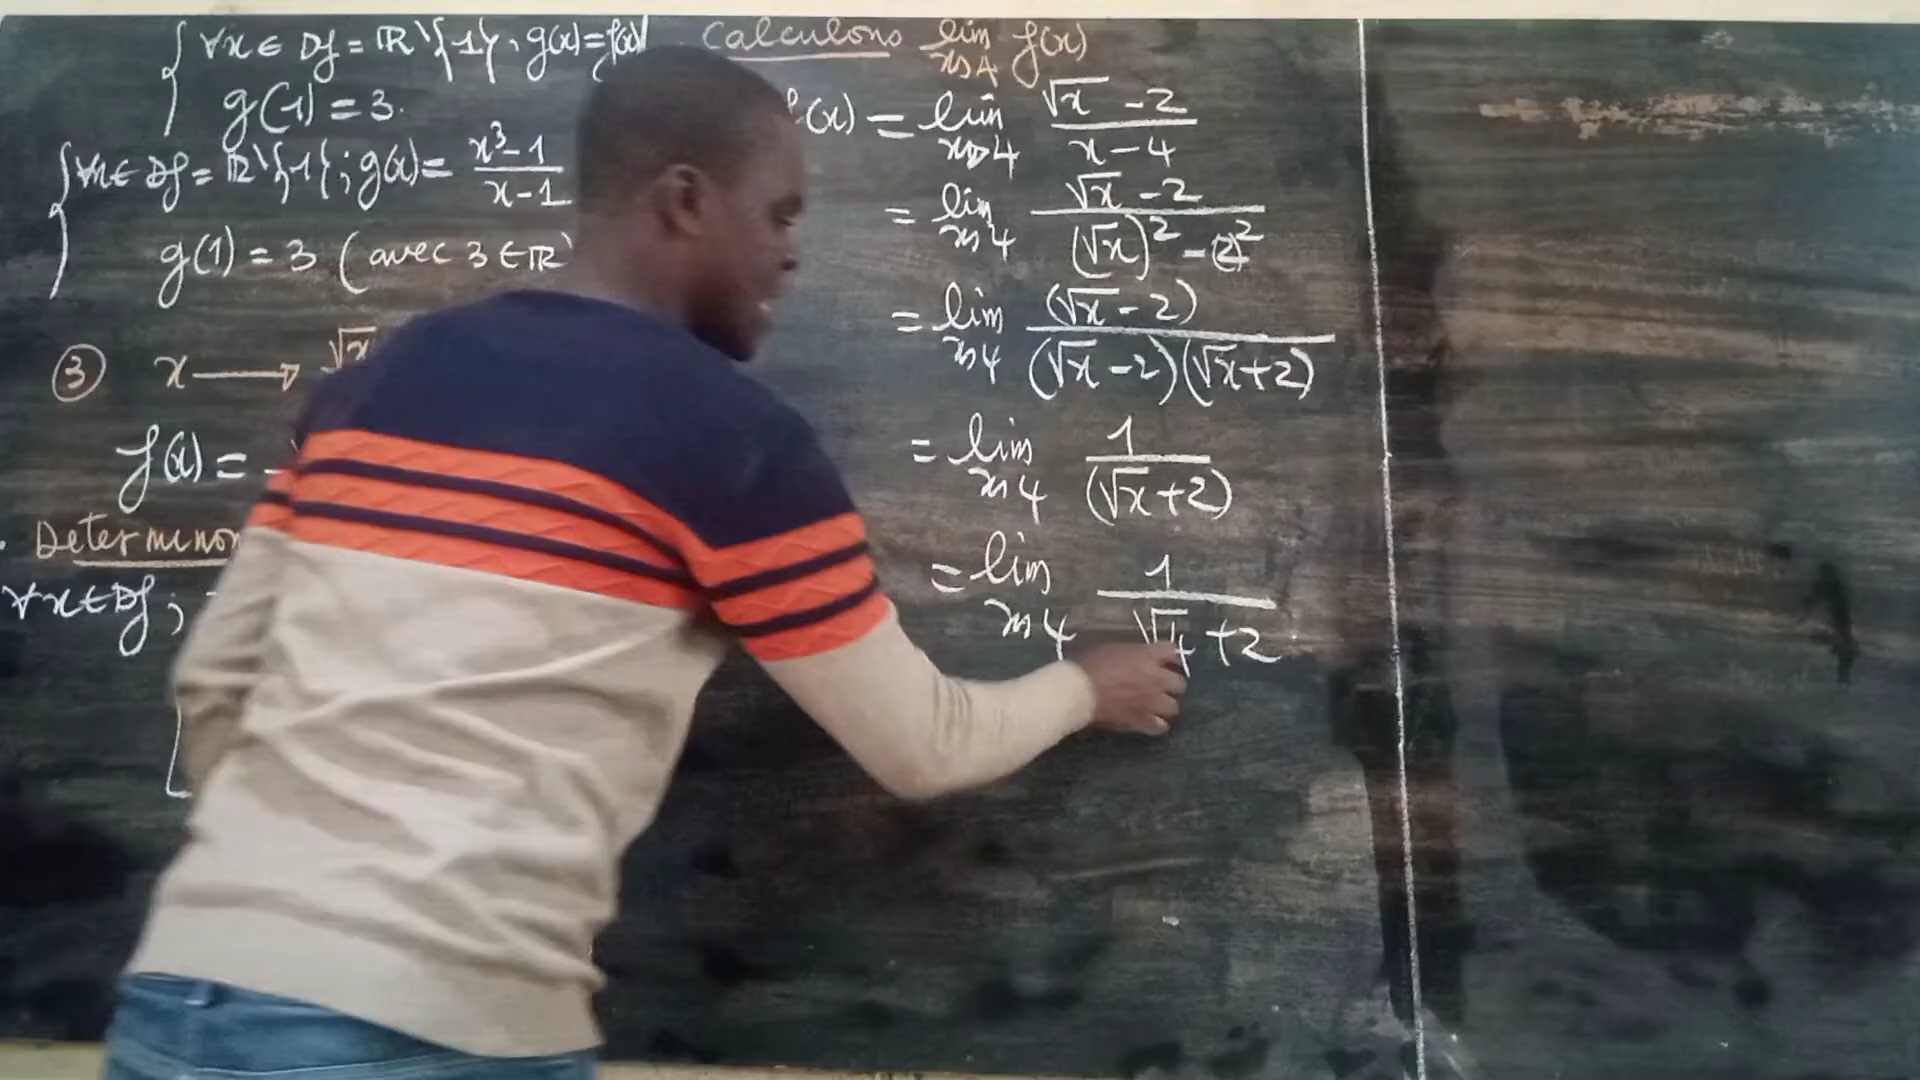 ∀x ∈ Df = ℝ\{1}, g(x) = f(x)
g(1) = 3.
∀x ∈ Df = ℝ\{1}; g(x) = (x³-1)/(x-1)
g(1) = 3 (avec 3 ∈ ℝ)
③ x ⟶ √x
f(x) =
. Determinon
∀x ∈ Df ;
. Calculons lim x→4 f(x)
f(x) = lim x→4 (√x - 2)/(x - 4)
= lim x→4 (√x - 2)/((√x)² - (2)²)
= lim x→4 (√x - 2)/((√x - 2)(√x + 2))
= lim x→4 1/(√x + 2)
= lim x→4 1/(√4 + 2)